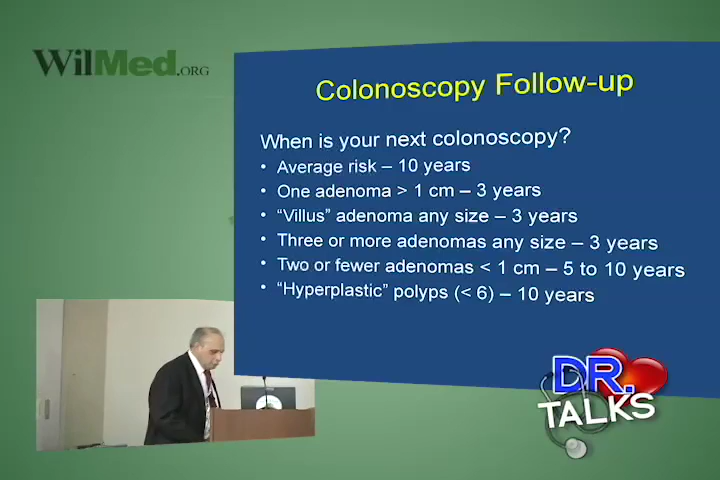 WilMed.ORG
Colonoscopy Follow-up
When is your next colonoscopy?
• Average risk – 10 years
• One adenoma > 1 cm – 3 years
• “Villus” adenoma any size – 3 years
• Three or more adenomas any size – 3 years
• Two or fewer adenomas < 1 cm – 5 to 10 years
• “Hyperplastic” polyps (< 6) – 10 years
DR.
TALKS